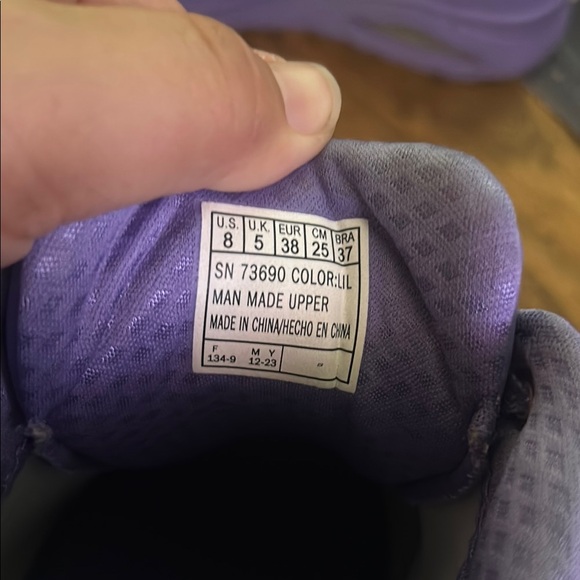 U.S. U.K. EUR CM BRA
8 5 38 25 37
SN 73690 COLOR:LIL
MAN MADE UPPER
MADE IN CHINA/HECHO EN CHINA
F M Y
134-9 12-23